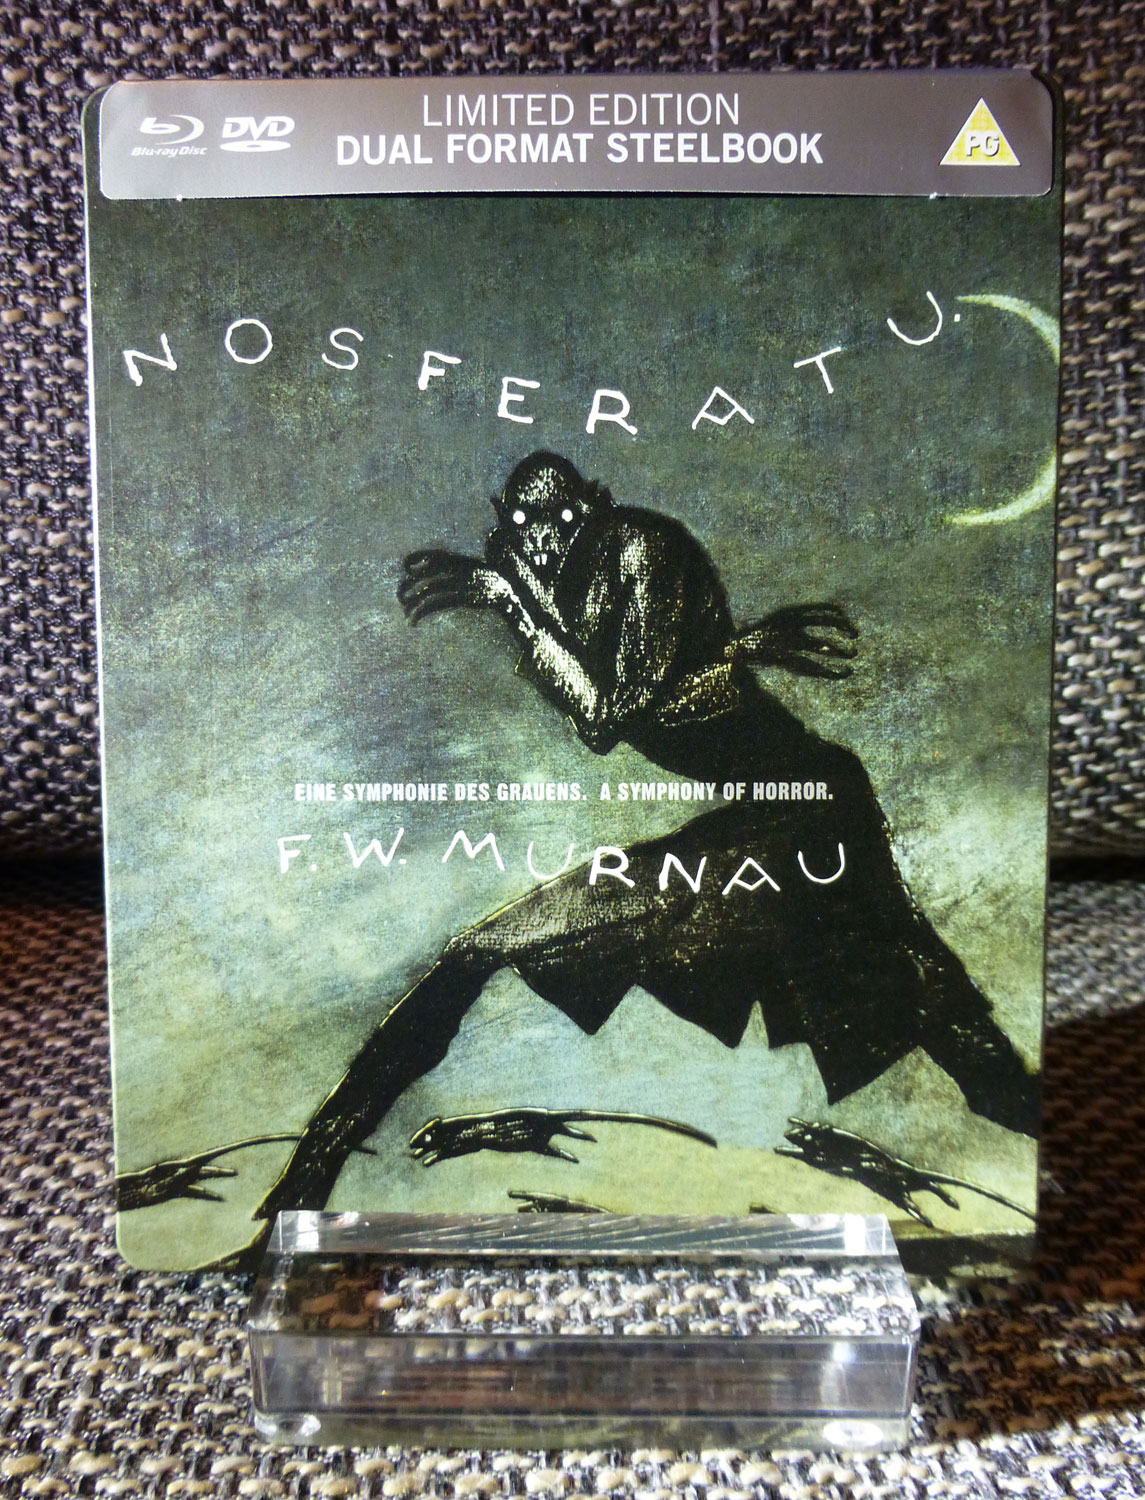 LIMITED EDITION
DUAL FORMAT STEELBOOK
Blu-ray Disc
DVD
PG
NOSFERATU.
EINE SYMPHONIE DES GRAUENS. A SYMPHONY OF HORROR.
F. W. MURNAU